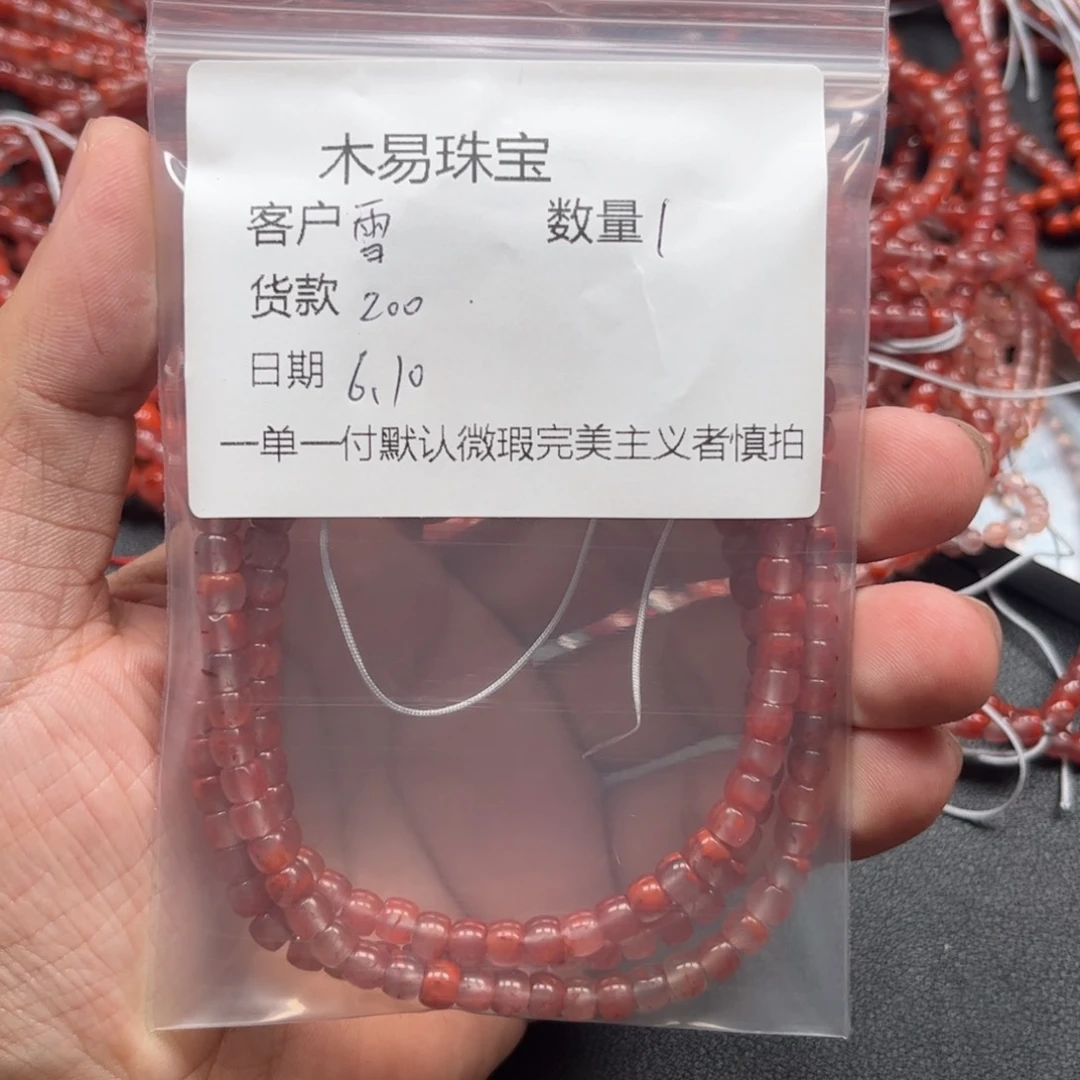 木易珠宝
客户雪 数量1
货款 200
日期 6.10
一单一付默认微瑕完美主义者慎拍